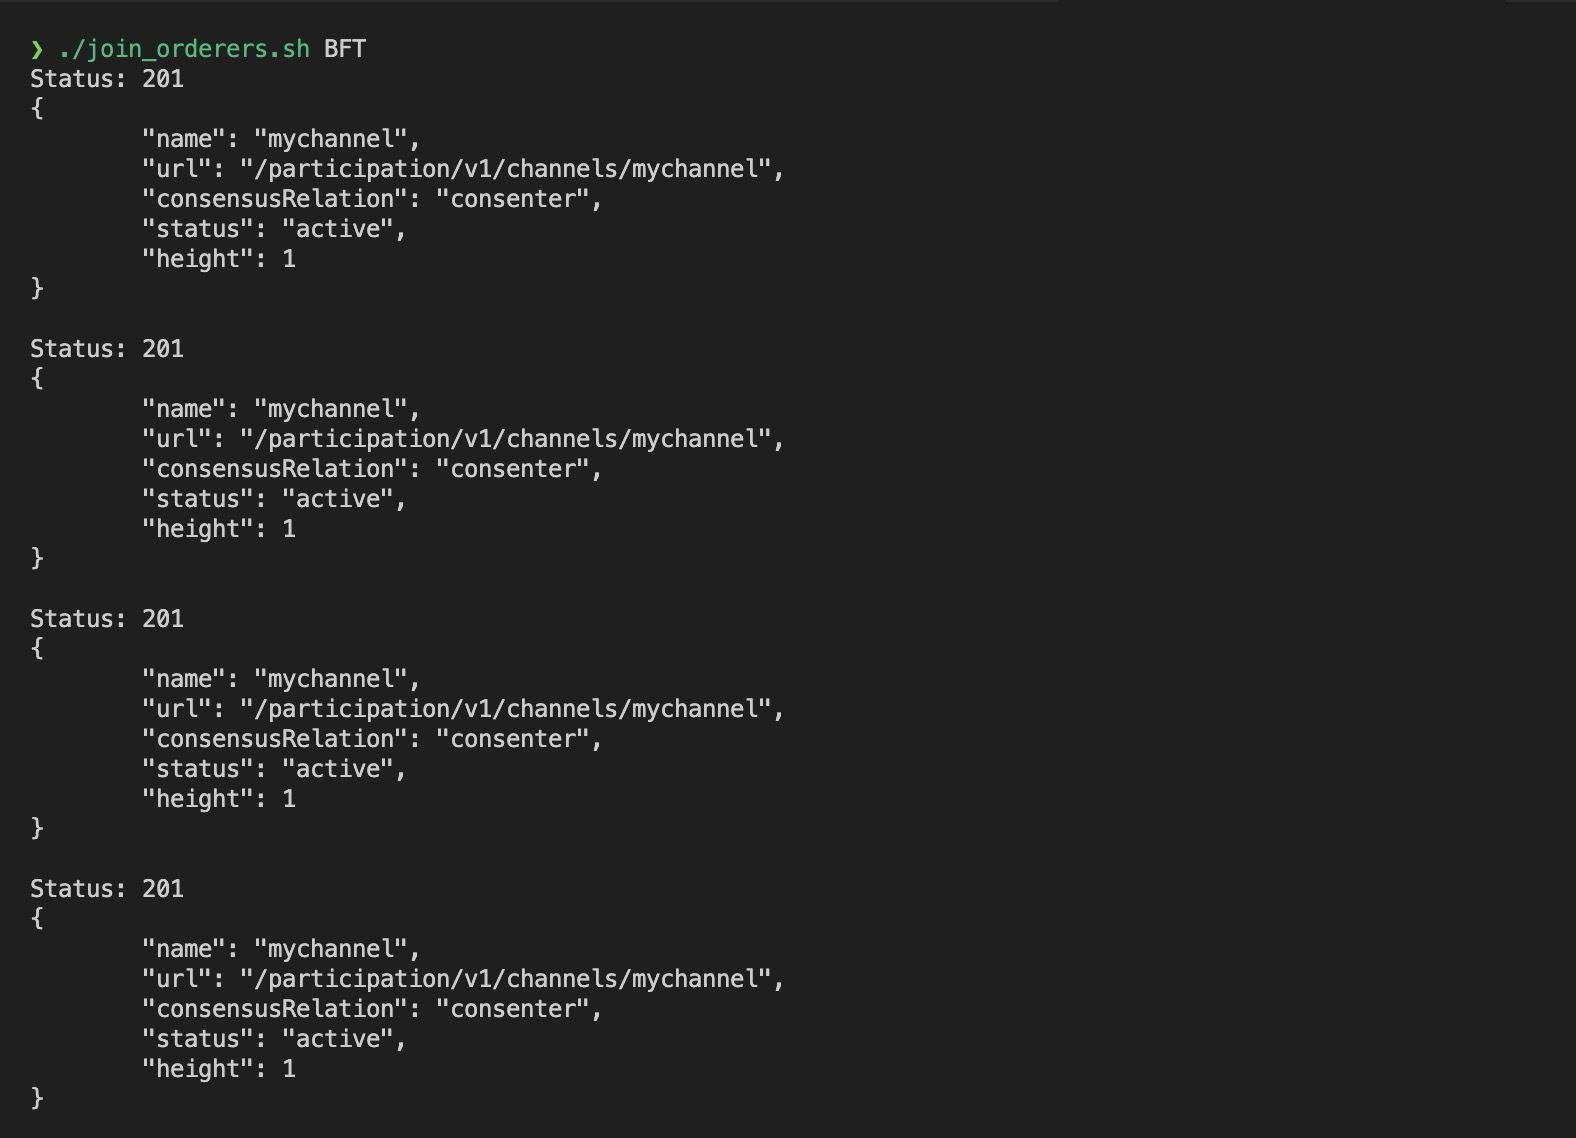 ❯ ./join_orderers.sh BFT
Status: 201
{
        "name": "mychannel",
        "url": "/participation/v1/channels/mychannel",
        "consensusRelation": "consenter",
        "status": "active",
        "height": 1
}

Status: 201
{
        "name": "mychannel",
        "url": "/participation/v1/channels/mychannel",
        "consensusRelation": "consenter",
        "status": "active",
        "height": 1
}

Status: 201
{
        "name": "mychannel",
        "url": "/participation/v1/channels/mychannel",
        "consensusRelation": "consenter",
        "status": "active",
        "height": 1
}

Status: 201
{
        "name": "mychannel",
        "url": "/participation/v1/channels/mychannel",
        "consensusRelation": "consenter",
        "status": "active",
        "height": 1
}